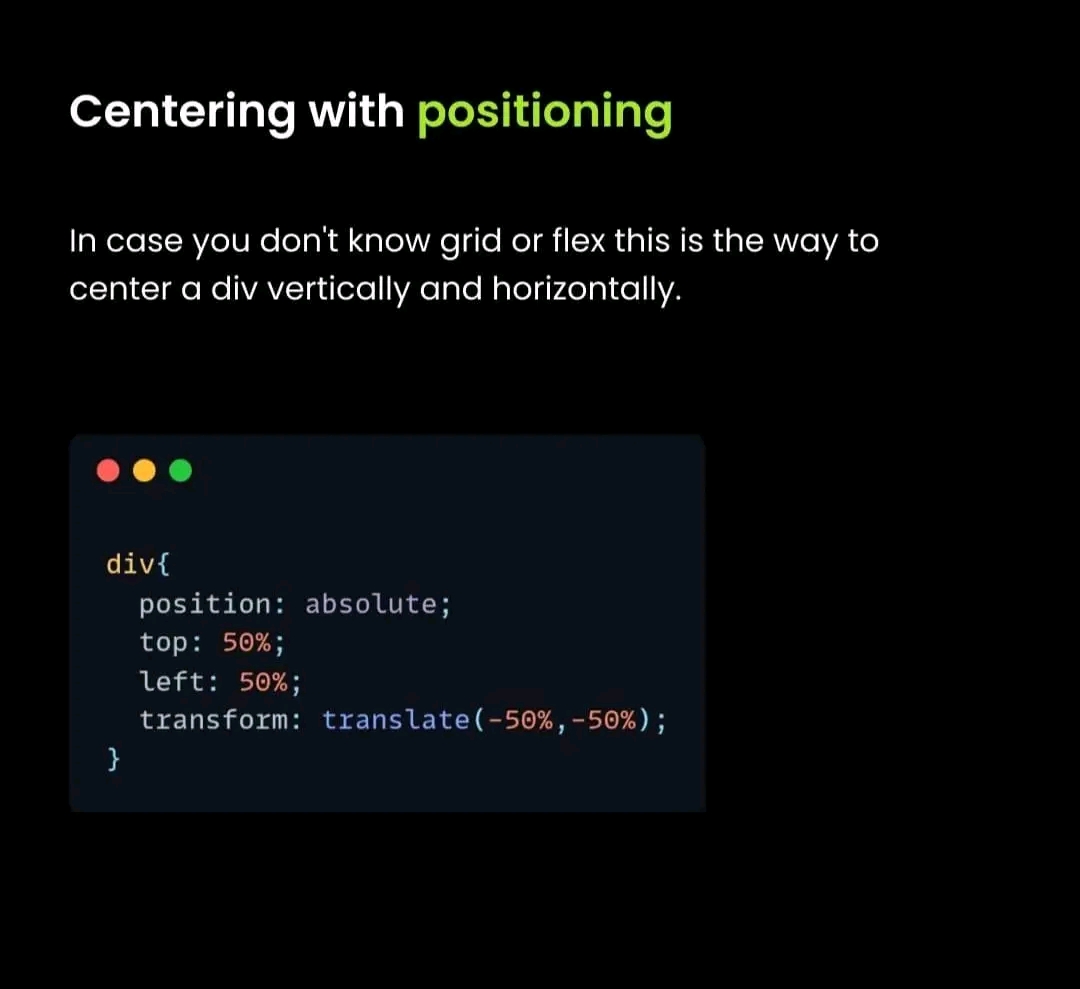 Centering with positioning
In case you don't know grid or flex this is the way to
center a div vertically and horizontally.
div{
  position: absolute;
  top: 50%;
  left: 50%;
  transform: translate(-50%,-50%);
}